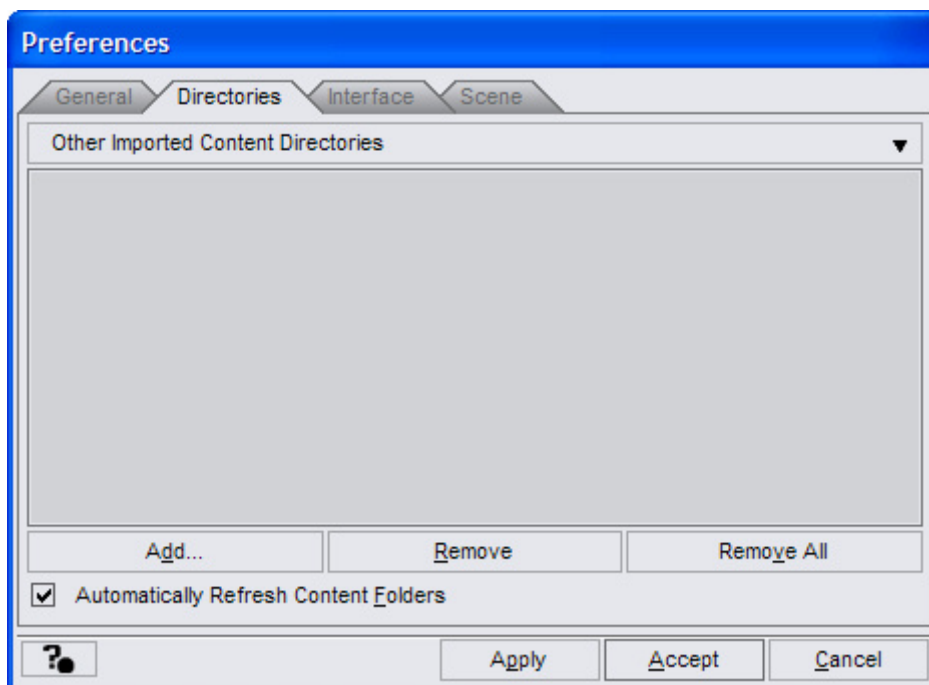 Preferences
General Directories Interface Scene
Other Imported Content Directories
Add... Remove Remove All
Automatically Refresh Content Folders
? Apply Accept Cancel